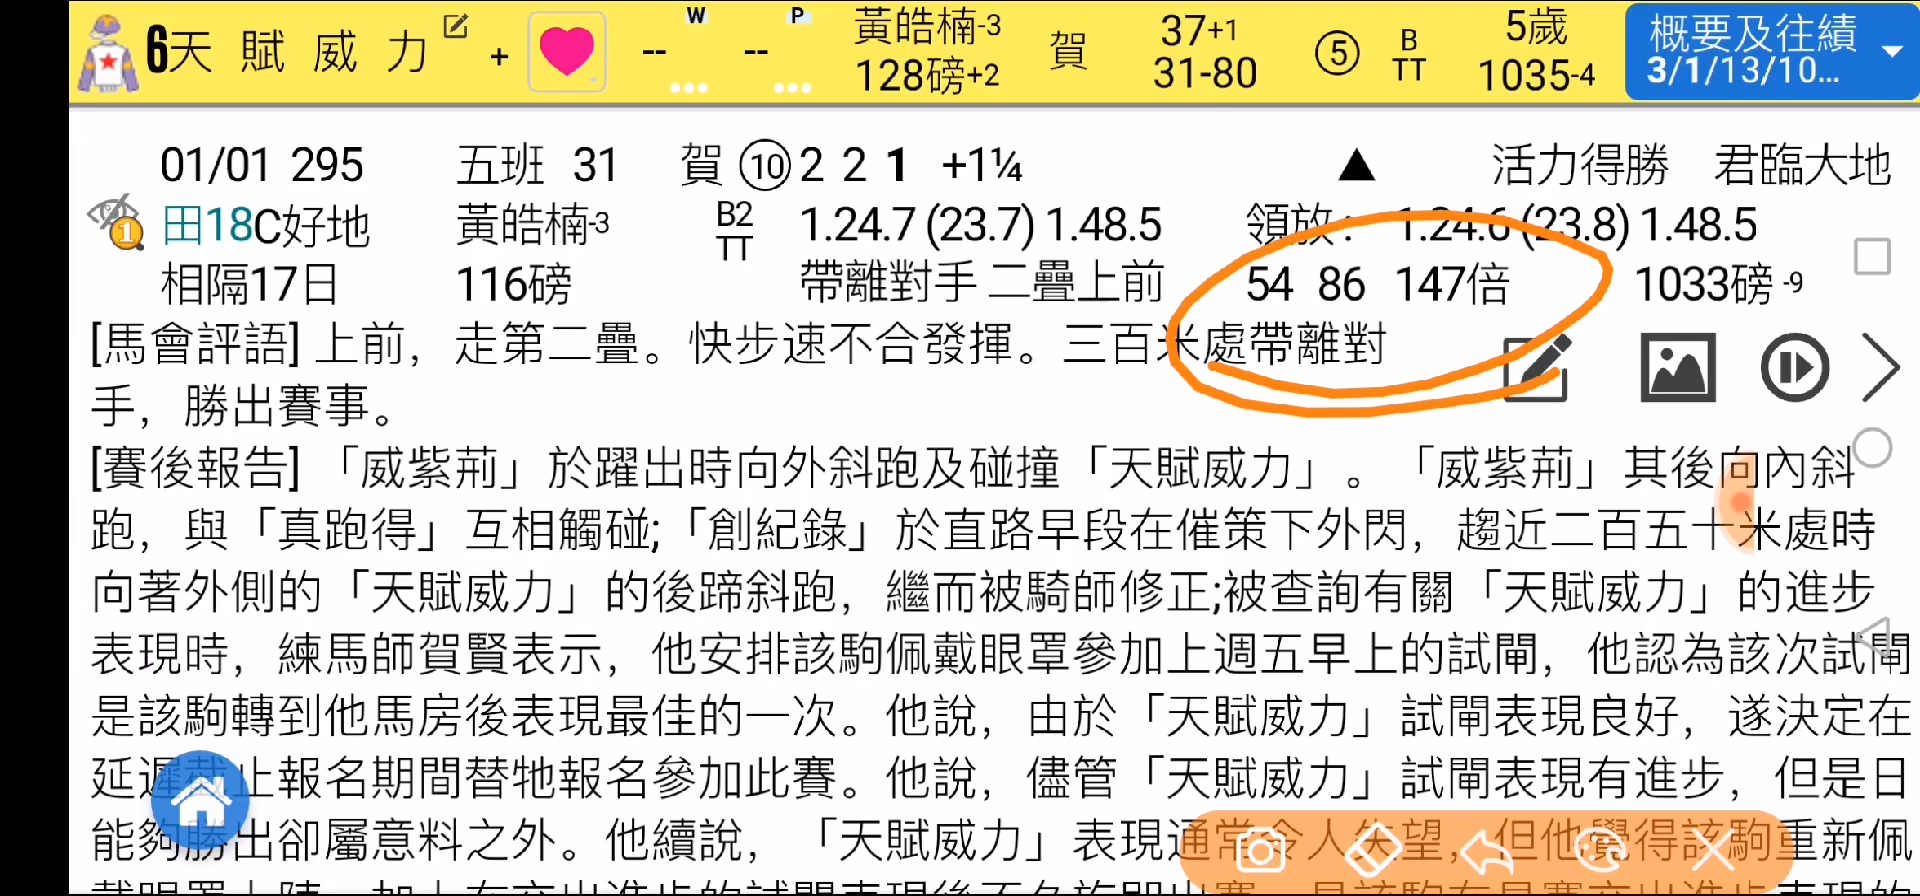 6天賦威力 + -- W -- P 黃皓楠-3 賀 37+1 ⑤ B 5歲 概要及往績
128磅+2 31-80 TT 1035-4 3/1/13/10...
01/01 295 五班 31 賀 ⑩ 2 2 1 +1¼ ▲ 活力得勝 君臨大地
1 田18C好地 黃皓楠-3 B2 TT 1.24.7 (23.7) 1.48.5 領放: 1.24.6 (23.8) 1.48.5
相隔17日 116磅 帶離對手 二疊上前 54 86 147倍 1033磅 -9
[馬會評語] 上前，走第二疊。快步速不合發揮。三百米處帶離對
手，勝出賽事。
[賽後報告] 「威紫荊」於躍出時向外斜跑及碰撞「天賦威力」。「威紫荊」其後向內斜
跑，與「真跑得」互相觸碰;「創紀錄」於直路早段在催策下外閃，趨近二百五十米處時
向著外側的「天賦威力」的後蹄斜跑，繼而被騎師修正;被查詢有關「天賦威力」的進步
表現時，練馬師賀賢表示，他安排該駒佩戴眼罩參加上週五早上的試閘，他認為該次試閘
是該駒轉到他馬房後表現最佳的一次。他說，由於「天賦威力」試閘表現良好，遂決定在
延遲截止報名期間替牠報名參加此賽。他說，儘管「天賦威力」試閘表現有進步，但是日
能夠勝出卻屬意料之外。他續說，「天賦威力」表現通常令人失望，但他覺得該駒重新佩